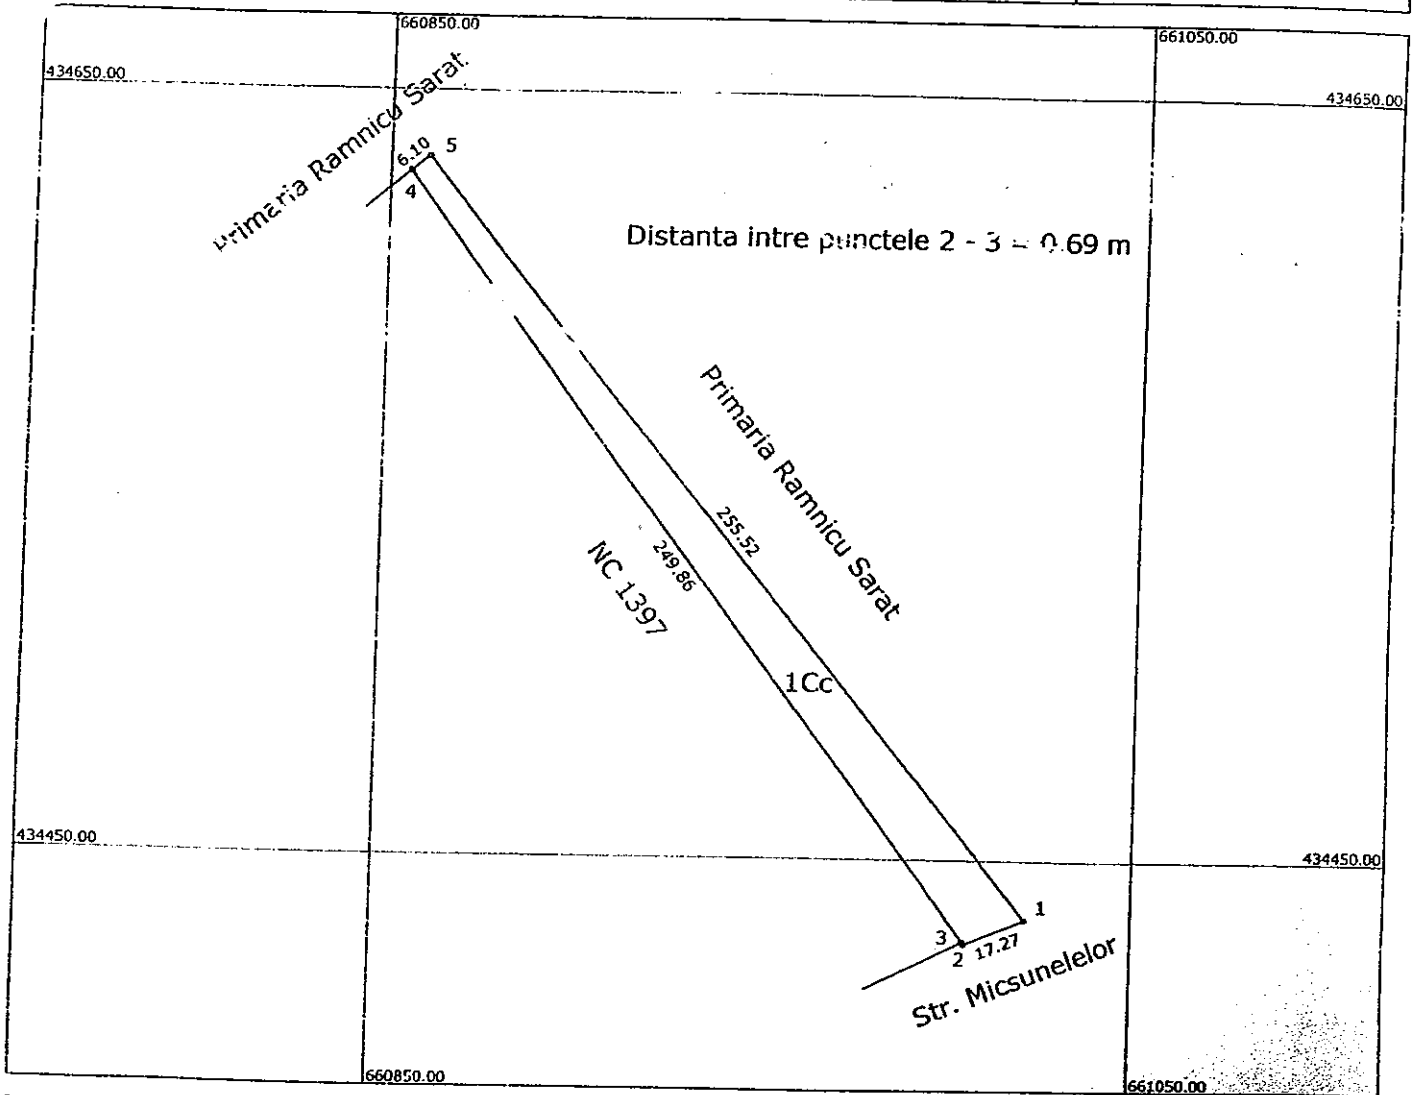 660850.00
661050.00
434650.00
434650.00
Primaria Ramnicu Sarat
6.10
5
4
Distanta intre punctele 2 - 3 = 0.69 m
Primaria Ramnicu Sarat
255.52
249.86
NC 1397
1Cc
434450.00
434450.00
1
3
2
17.27
Str. Micsunelelor
660850.00
661050.00